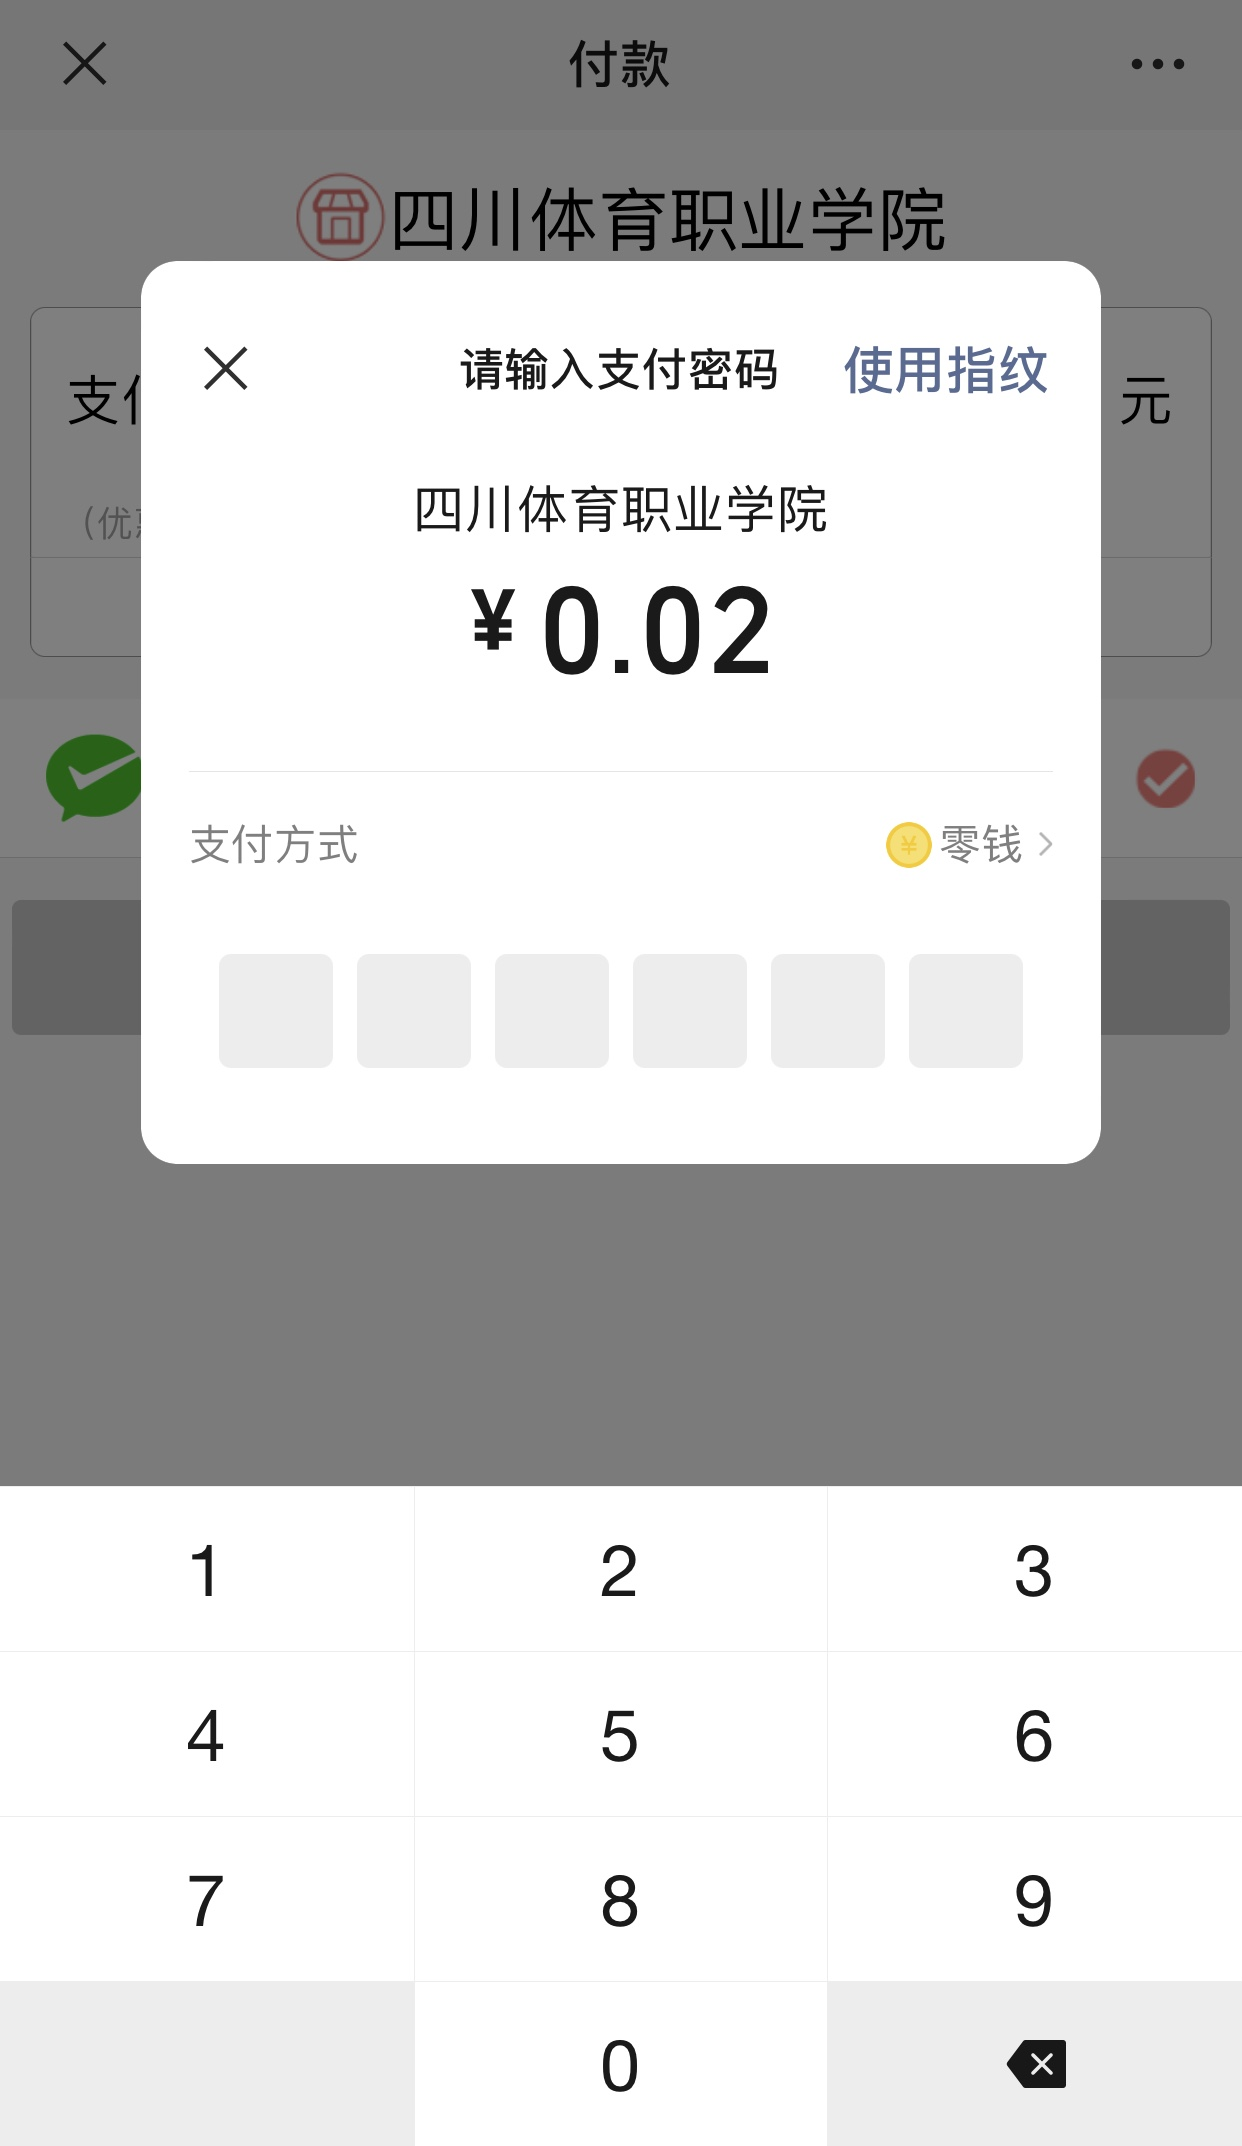 付款
四川体育职业学院
支付
元
(优
请输入支付密码 使用指纹
四川体育职业学院
¥0.02
支付方式 零钱
1 2 3
4 5 6
7 8 9
0